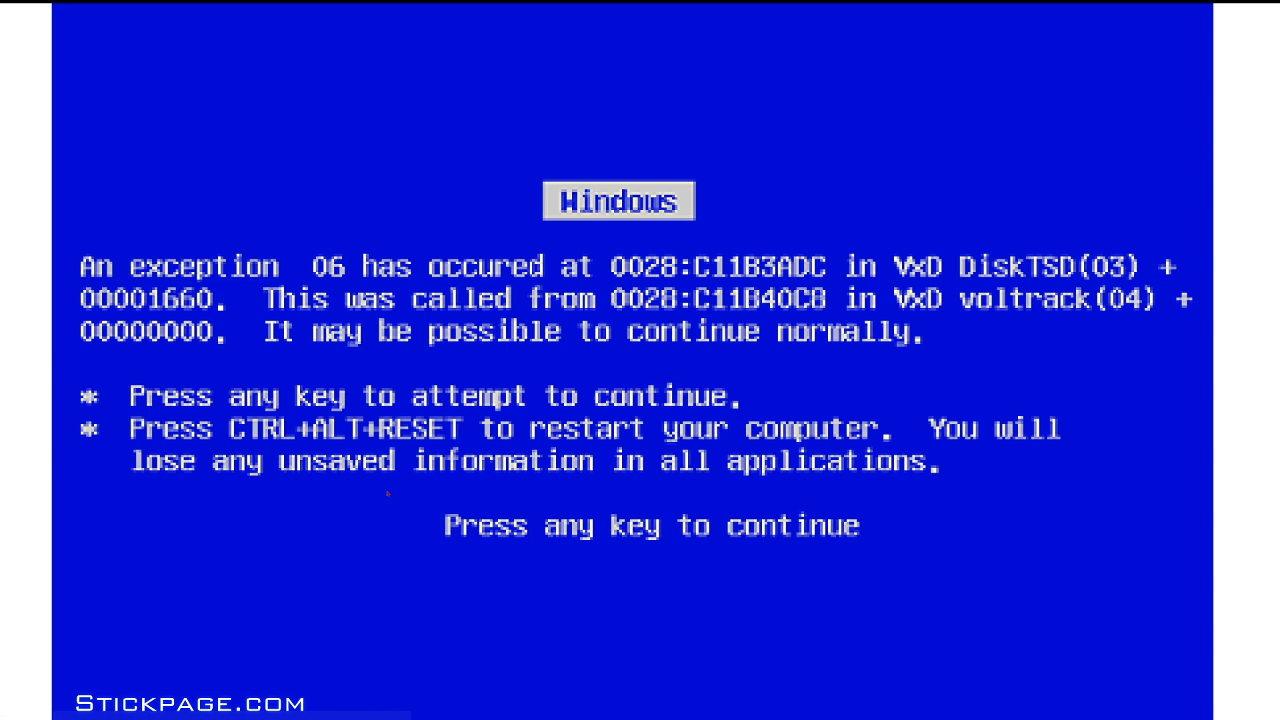 Windows
An exception 06 has occured at 0028:C11B3ADC in VxD DiskTSD(03) +
00001660. This was called from 0028:C11B40C8 in VxD voltrack(04) +
00000000. It may be possible to continue normally.
* Press any key to attempt to continue.
* Press CTRL+ALT+RESET to restart your computer. You will
lose any unsaved information in all applications.
Press any key to continue
STICKPAGE.COM